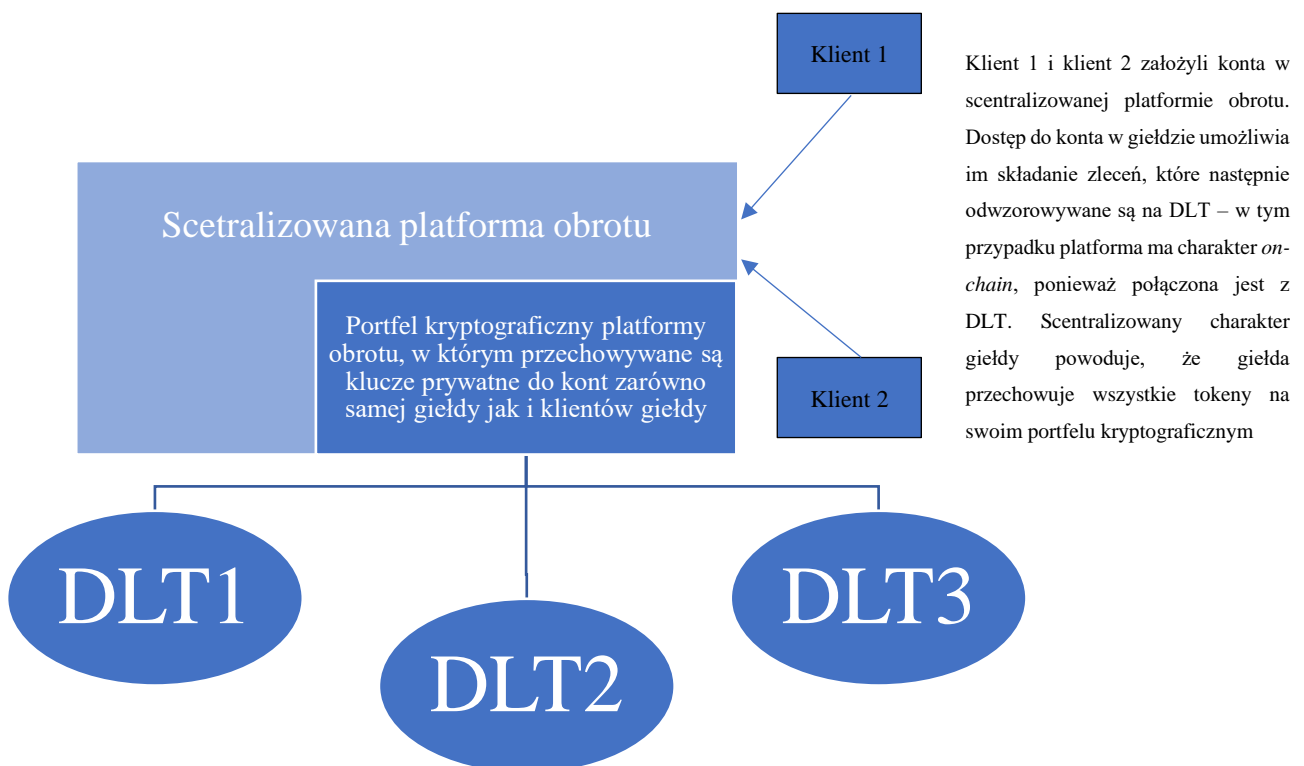 Klient 1
Scetralizowana platforma obrotu
Portfel kryptograficzny platformy
obrotu, w którym przechowywane są
klucze prywatne do kont zarówno
samej giełdy jak i klientów giełdy
Klient 2
DLT1
DLT2
DLT3
Klient 1 i klient 2 założyli konta w
scentralizowanej platformie obrotu.
Dostęp do konta w giełdzie umożliwia
im składanie zleceń, które następnie
odwzorowywane są na DLT – w tym
przypadku platforma ma charakter on-
chain, ponieważ połączona jest z
DLT. Scentralizowany charakter
giełdy powoduje, że giełda
przechowuje wszystkie tokeny na
swoim portfelu kryptograficznym